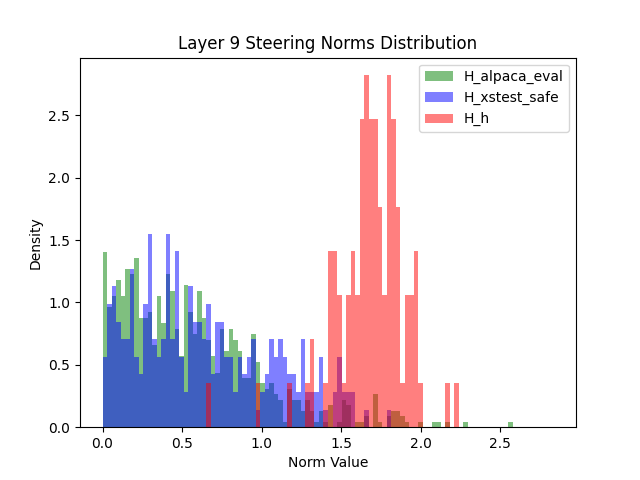 Layer 9 Steering Norms Distribution
H_alpaca_eval
H_xstest_safe
H_h
Density
2.5
2.0
1.5
1.0
0.5
0.0
0.0 0.5 1.0 1.5 2.0 2.5
Norm Value